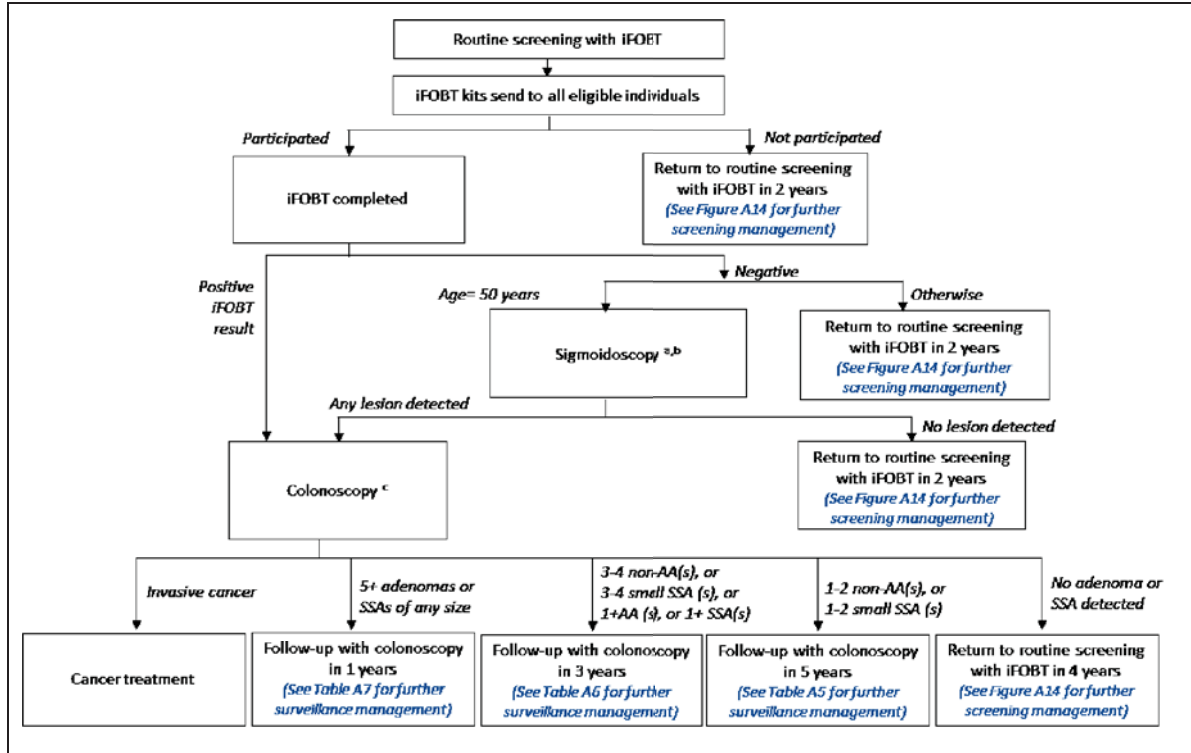 Routine screening with iFOBT
iFOBT kits send to all eligible individuals
Participated
Not participated
iFOBT completed
Return to routine screening
with iFOBT in 2 years
(See Figure A14 for further
screening management)
Positive
iFOBT
result
Negative
Age= 50 years
Otherwise
Sigmoidoscopy a,b
Return to routine screening
with iFOBT in 2 years
(See Figure A14 for further
screening management)
Any lesion detected
No lesion detected
Colonoscopy c
Return to routine screening
with iFOBT in 2 years
(See Figure A14 for further
screening management)
Invasive cancer
5+ adenomas or
SSAs of any size
3-4 non-AA(s), or
3-4 small SSA (s), or
1+AA (s), or 1+ SSA(s)
1-2 non-AA(s), or
1-2 small SSA (s)
No adenoma or
SSA detected
Cancer treatment
Follow-up with colonoscopy
in 1 years
(See Table A7 for further
surveillance management)
Follow-up with colonoscopy
in 3 years
(See Table A6 for further
surveillance management)
Follow-up with colonoscopy
in 5 years
(See Table A5 for further
surveillance management)
Return to routine screening
with iFOBT in 4 years
(See Figure A14 for further
screening management)